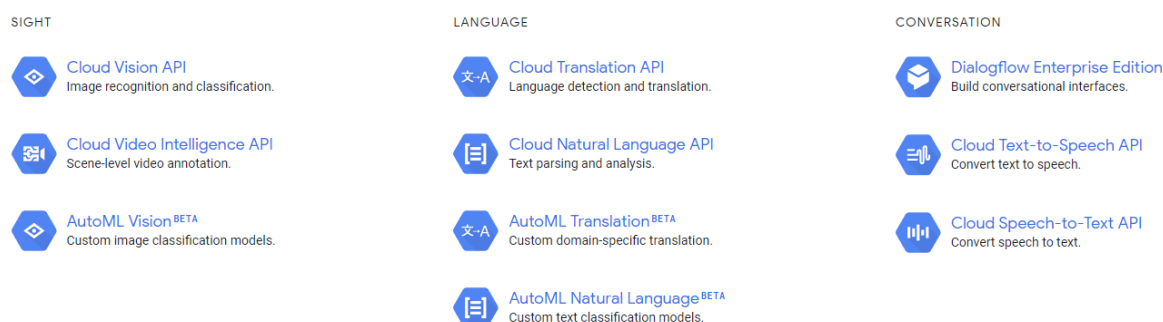 SIGHT
Cloud Vision API
Image recognition and classification.
Cloud Video Intelligence API
Scene-level video annotation.
AutoML Vision BETA
Custom image classification models.
LANGUAGE
文→A
Cloud Translation API
Language detection and translation.
Cloud Natural Language API
Text parsing and analysis.
文→A
AutoML Translation BETA
Custom domain-specific translation.
AutoML Natural Language BETA
Custom text classification models.
CONVERSATION
Dialogflow Enterprise Edition
Build conversational interfaces.
Cloud Text-to-Speech API
Convert text to speech.
Cloud Speech-to-Text API
Convert speech to text.